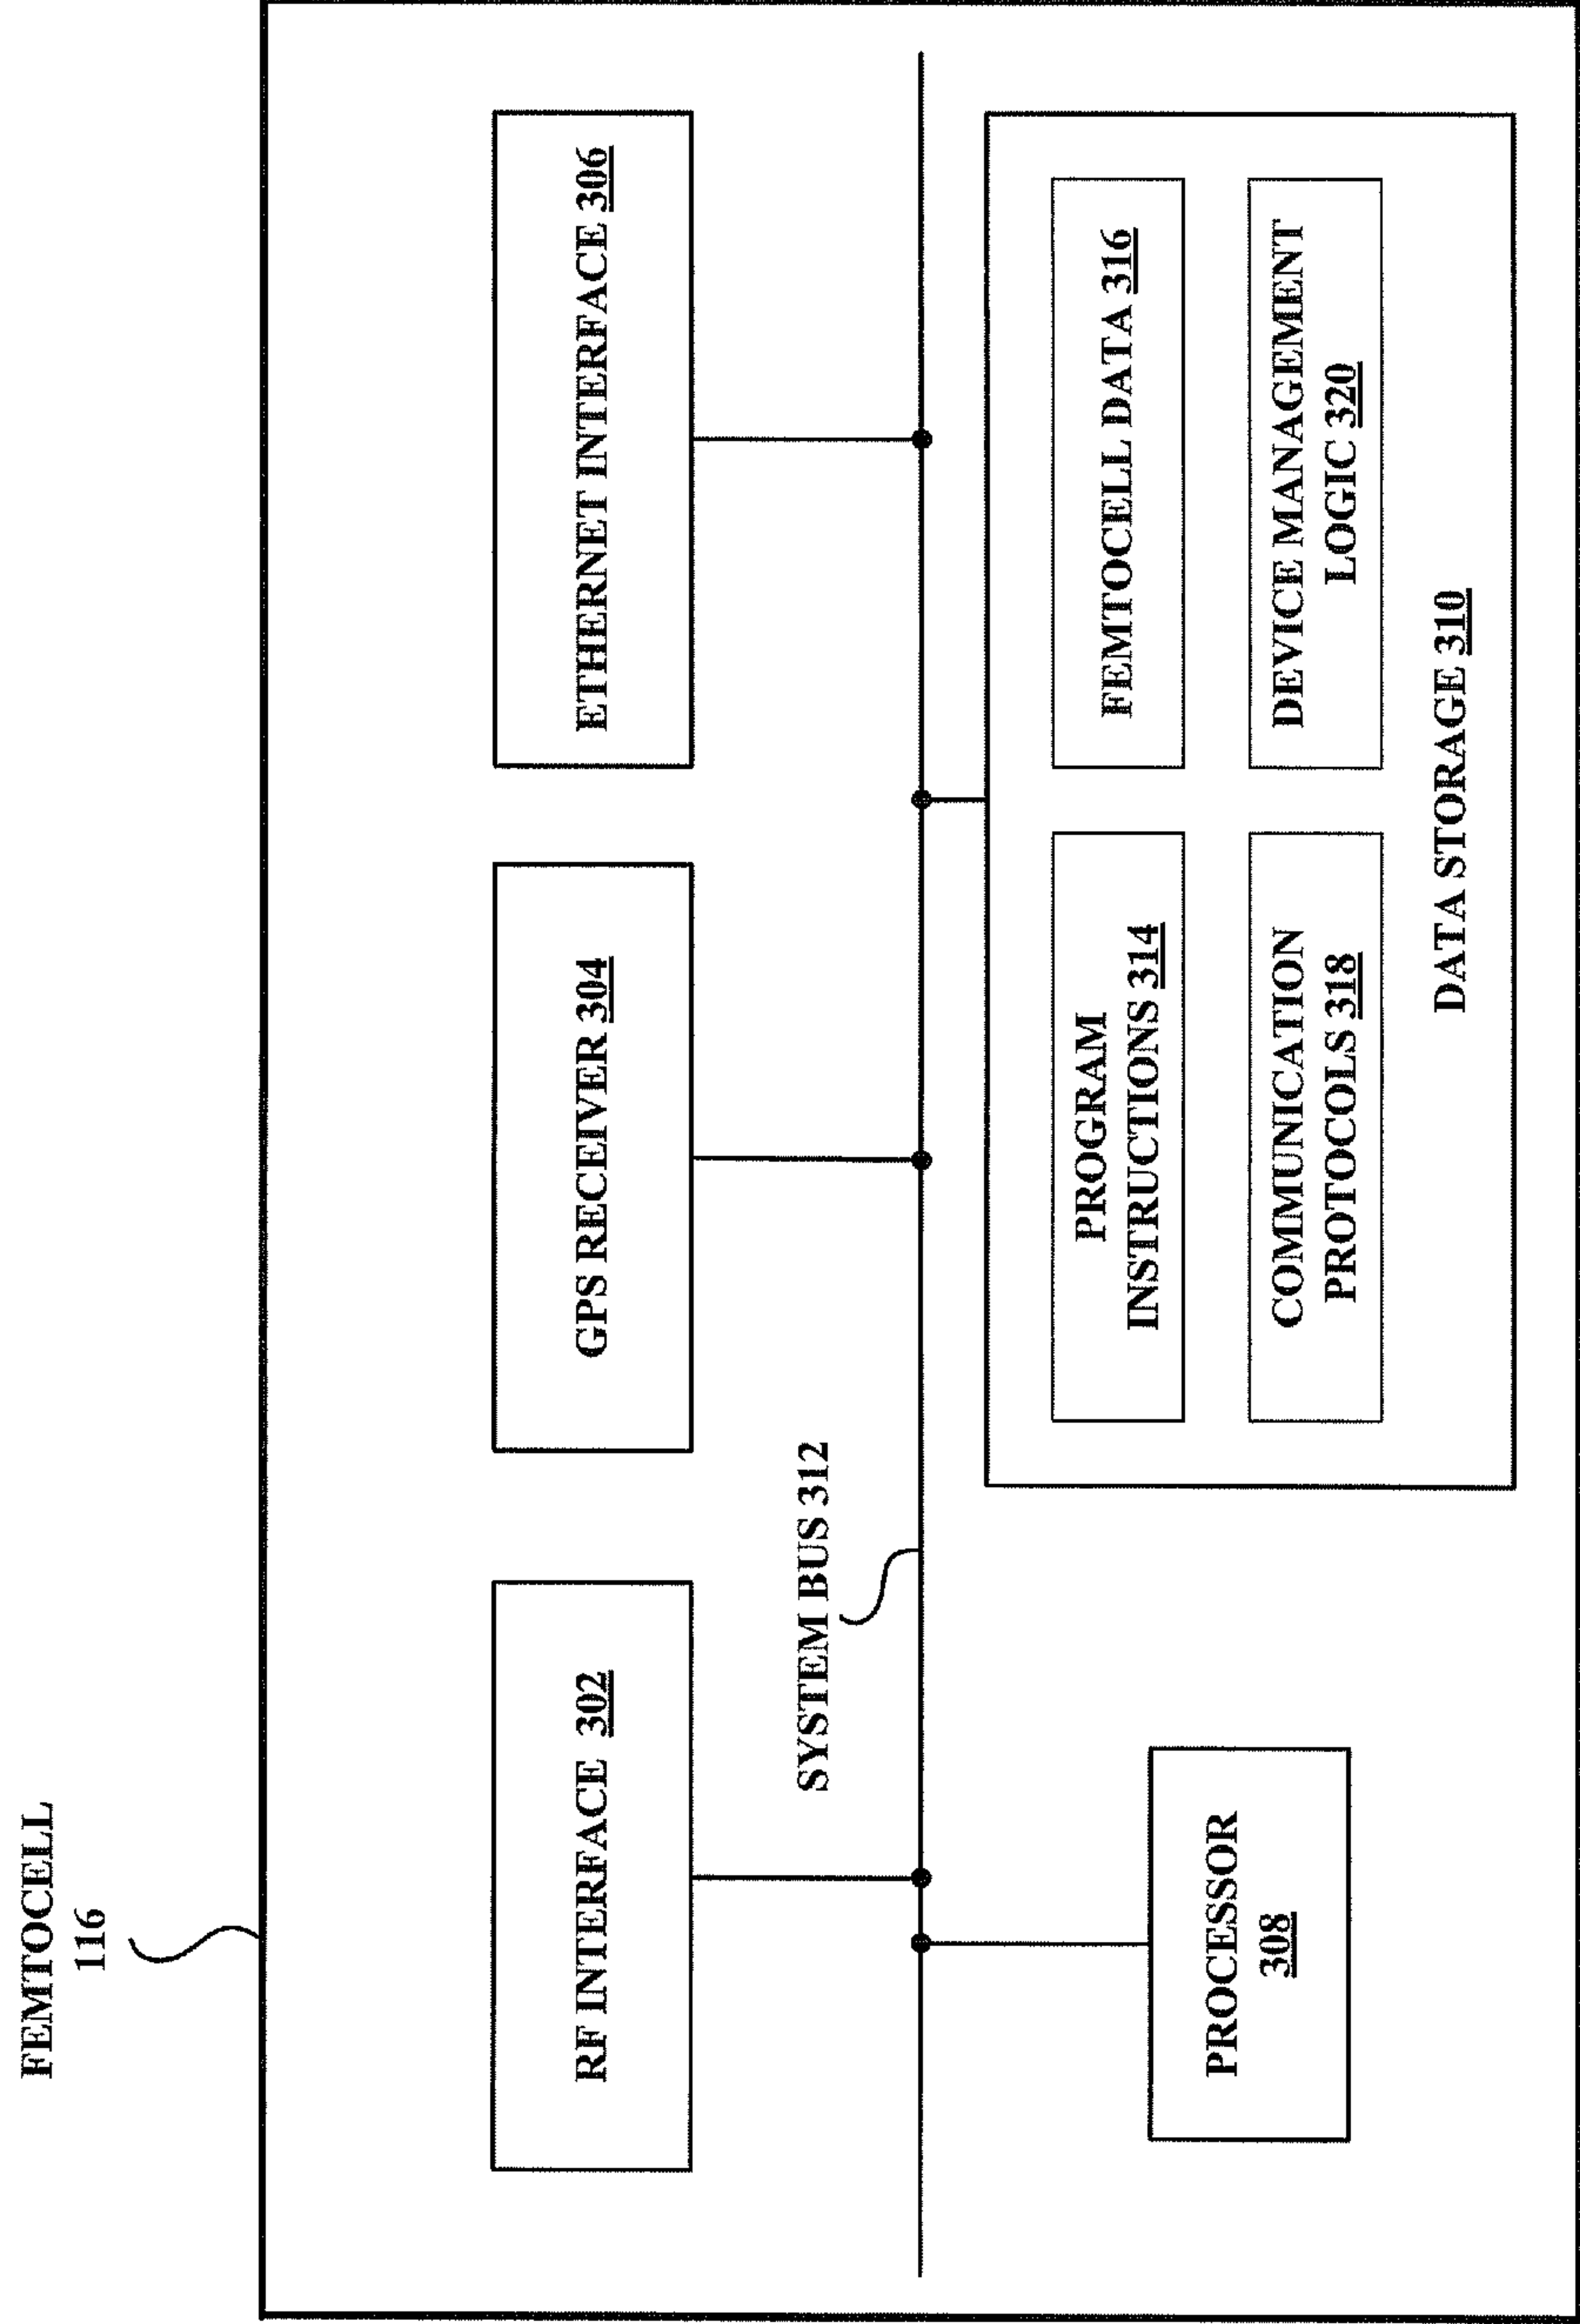 FEMTOCELL
116
RF INTERFACE 302
GPS RECEIVER 304
ETHERNET INTERFACE 306
SYSTEM BUS 312
PROCESSOR
308
PROGRAM
INSTRUCTIONS 314
FEMTOCELL DATA 316
COMMUNICATION
PROTOCOLS 318
DEVICE MANAGEMENT
LOGIC 320
DATA STORAGE 310